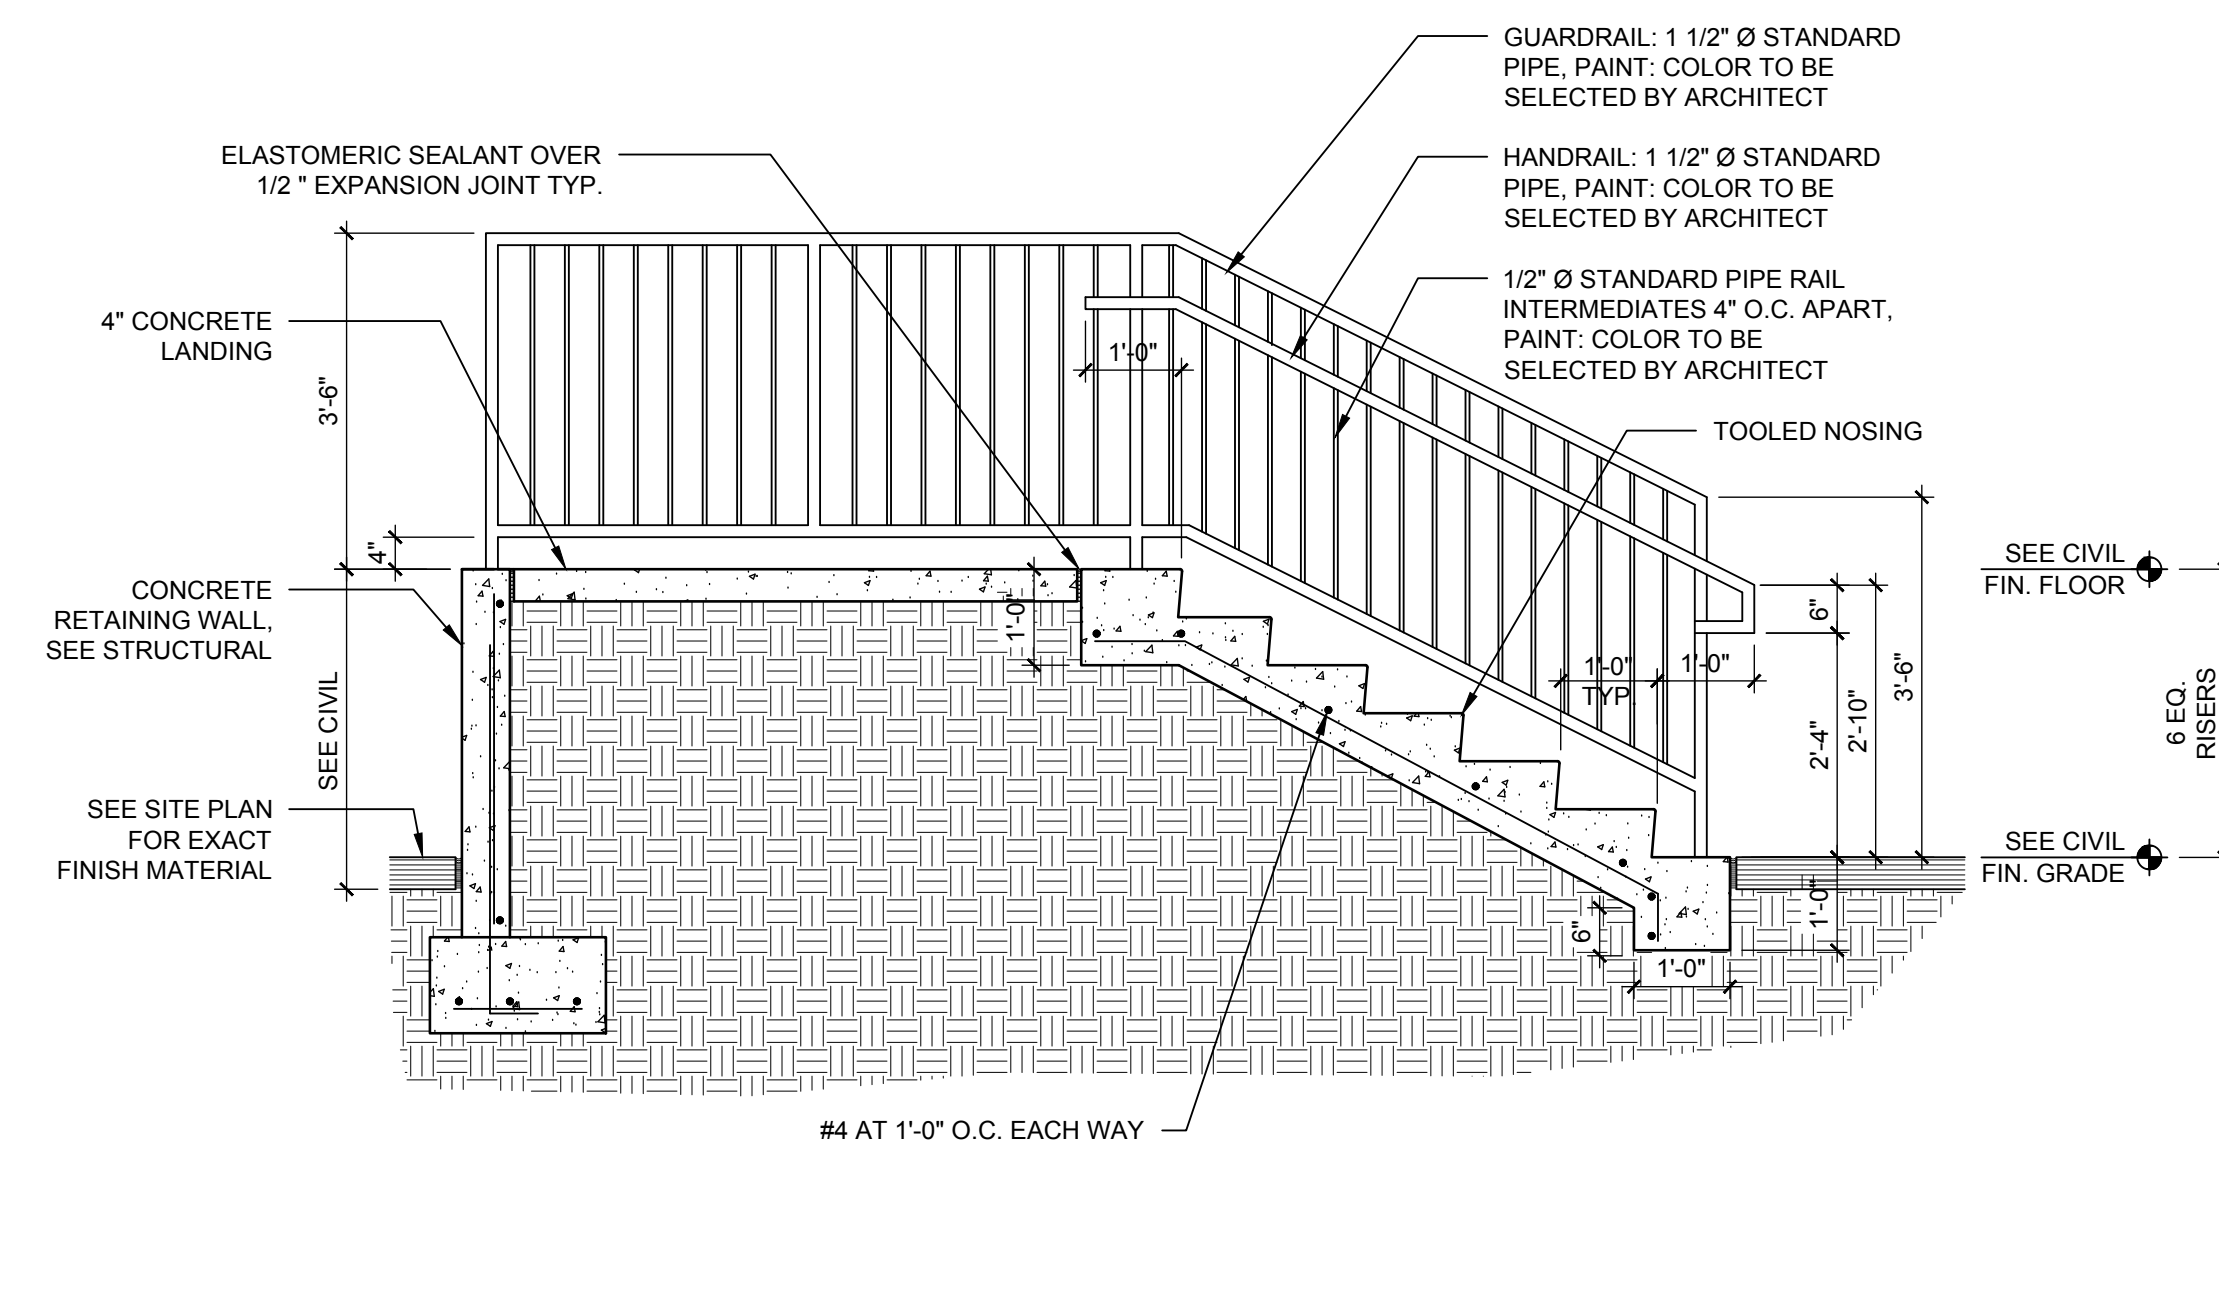 GUARDRAIL: 1 1/2" Ø STANDARD
PIPE, PAINT: COLOR TO BE
SELECTED BY ARCHITECT
ELASTOMERIC SEALANT OVER
1/2 " EXPANSION JOINT TYP.
HANDRAIL: 1 1/2" Ø STANDARD
PIPE, PAINT: COLOR TO BE
SELECTED BY ARCHITECT
1/2" Ø STANDARD PIPE RAIL
INTERMEDIATES 4" O.C. APART,
PAINT: COLOR TO BE
SELECTED BY ARCHITECT
4" CONCRETE
LANDING
1'-0"
3'-6"
TOOLED NOSING
4"
CONCRETE
RETAINING WALL,
SEE STRUCTURAL
1'-0"
SEE CIVIL
FIN. FLOOR
6"
1'-0"
TYP.
1'-0"
3'-6"
2'-10"
2'-4"
6 EQ.
RISERS
SEE CIVIL
SEE SITE PLAN
FOR EXACT
FINISH MATERIAL
SEE CIVIL
FIN. GRADE
1'-0"
6"
1'-0"
#4 AT 1'-0" O.C. EACH WAY